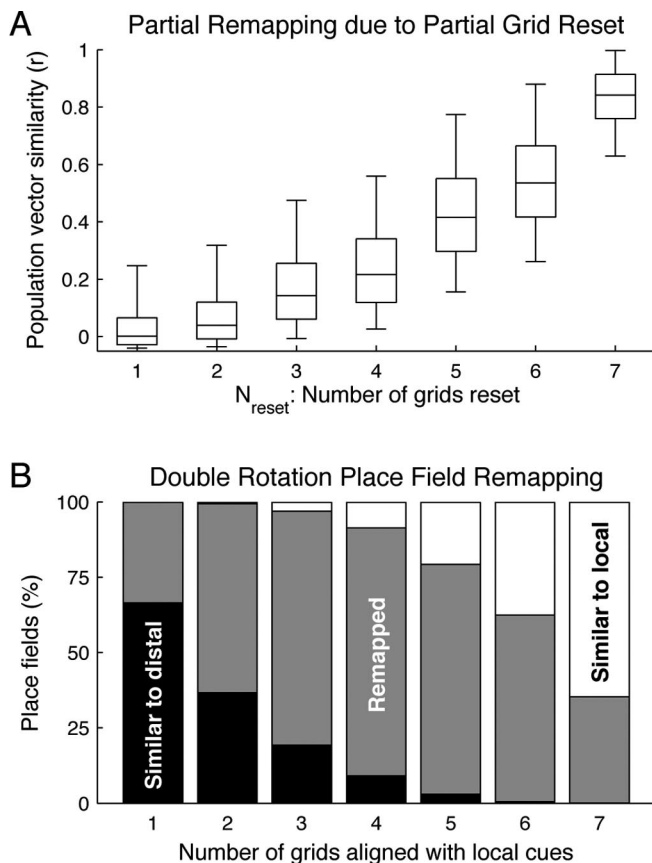 A
Partial Remapping due to Partial Grid Reset
Population vector similarity (r)
1
0.8
0.6
0.4
0.2
0
1 2 3 4 5 6 7
N_reset: Number of grids reset
B
Double Rotation Place Field Remapping
Place fields (%)
100
75
50
25
0
Similar to distal
Remapped
Similar to local
1 2 3 4 5 6 7
Number of grids aligned with local cues